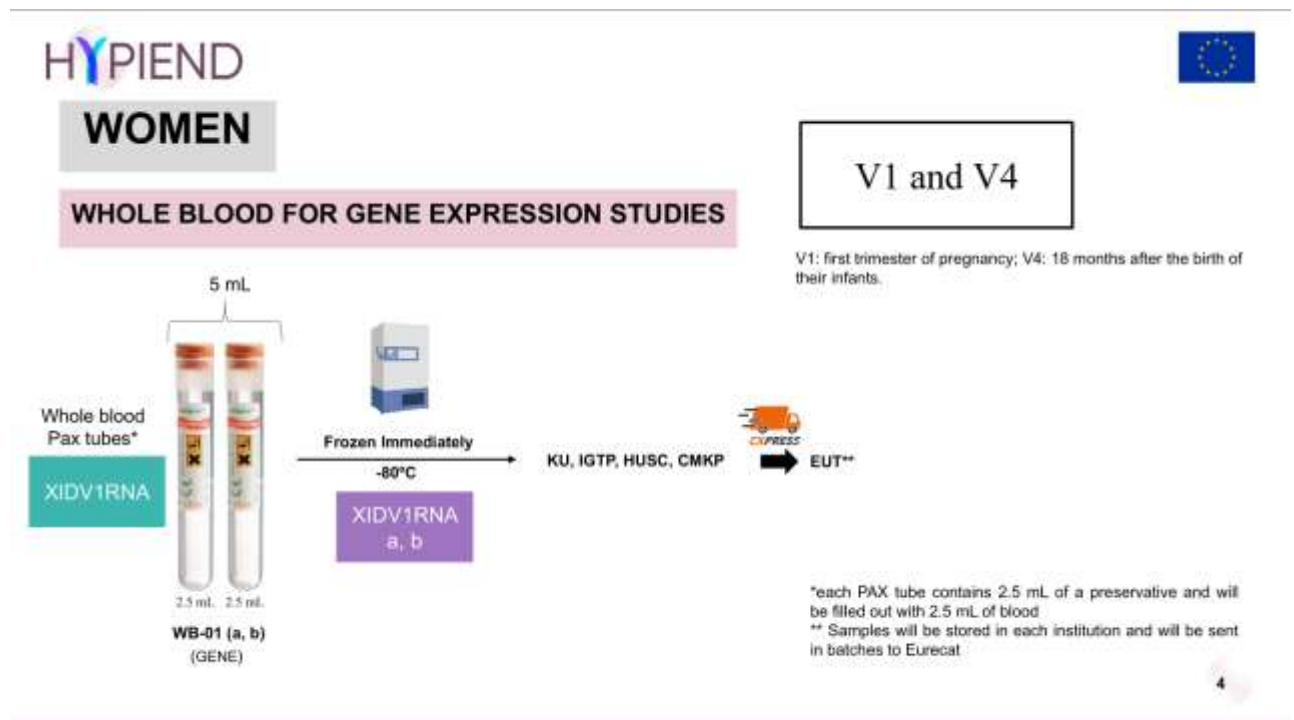 HYPIEND
WOMEN
V1 and V4
WHOLE BLOOD FOR GENE EXPRESSION STUDIES
V1: first trimester of pregnancy; V4: 18 months after the birth of
their infants.
5 mL
Whole blood
Pax tubes*
XIDV1RNA
Frozen Immediately
-80ºC
XIDV1RNA
a, b
KU, IGTP, HUSC, CMKP
EXPRESS
EUT**
2.5 mL 2.5 mL
WB-01 (a, b)
(GENE)
*each PAX tube contains 2.5 mL of a preservative and will
be filled out with 2.5 mL of blood
** Samples will be stored in each institution and will be sent
in batches to Eurecat
4